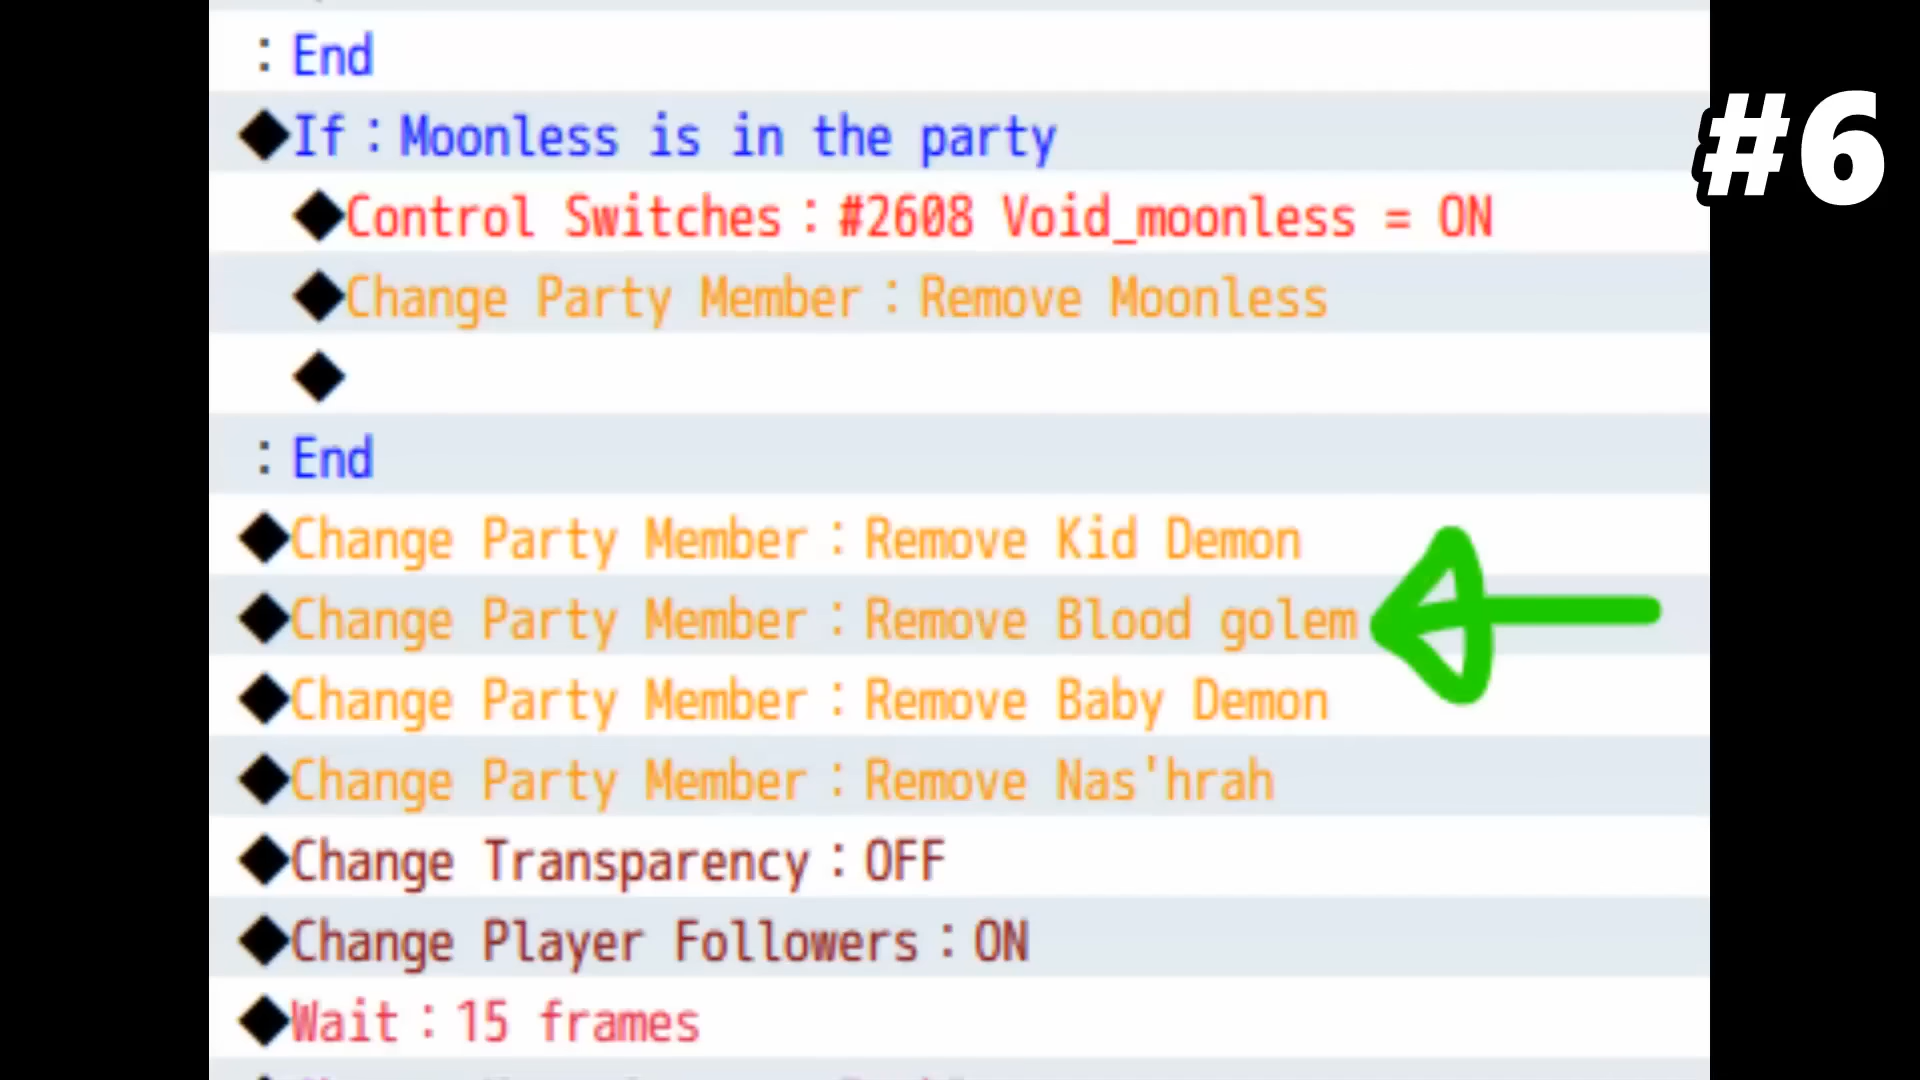 : End
#6
◆If : Moonless is in the party
◆Control Switches : #2608 Void_moonless = ON
◆Change Party Member : Remove Moonless
◆
: End
◆Change Party Member : Remove Kid Demon
◆Change Party Member : Remove Blood golem
◆Change Party Member : Remove Baby Demon
◆Change Party Member : Remove Nas'hrah
◆Change Transparency : OFF
◆Change Player Followers : ON
◆Wait : 15 frames